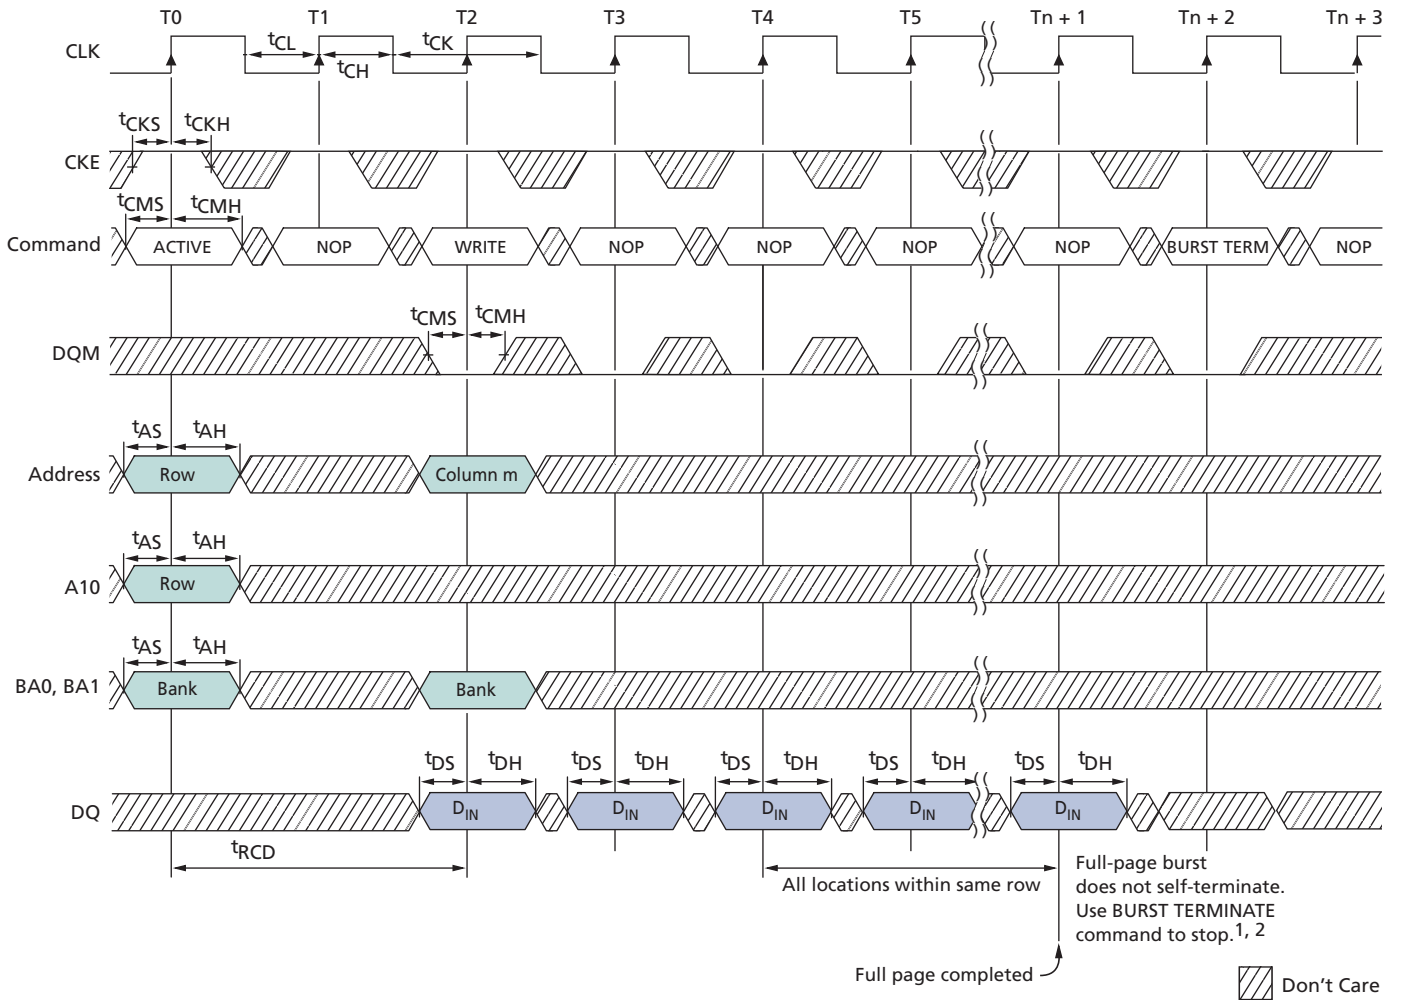 T0 T1 T2 T3 T4 T5 Tn + 1 Tn + 2 Tn + 3
CLK
tCL tCK
tCH
tCKS tCKH
CKE
tCMS tCMH
Command ACTIVE NOP WRITE NOP NOP NOP NOP BURST TERM NOP
tCMS tCMH
DQM
tAS tAH
Address Row Column m
tAS tAH
A10 Row
tAS tAH
BA0, BA1 Bank Bank
tDS tDH tDS tDH tDS tDH tDS tDH tDS tDH
DQ DIN DIN DIN DIN DIN
tRCD
All locations within same row
Full-page burst
does not self-terminate.
Use BURST TERMINATE
command to stop.1, 2
Full page completed
Don't Care